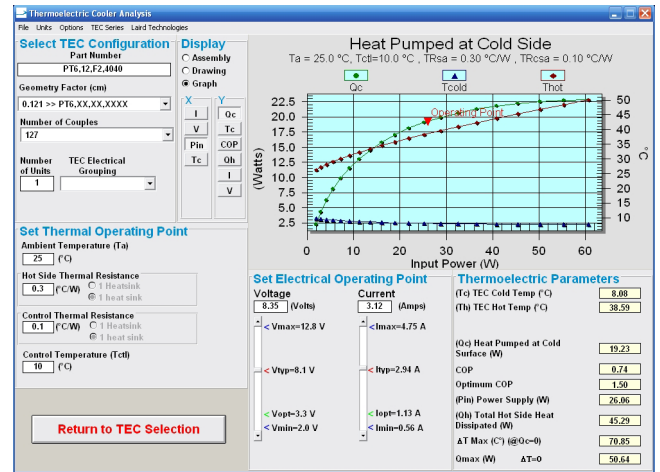 Thermoelectric Cooler Analysis
File Units Options TEC Series Laird Technologies
Select TEC Configuration
Part Number
PT6,12,F2,4040
Geometry Factor (cm)
0.121 >> PT6,XX,XX,XXXX
Number of Couples
127
Number of Units
TEC Electrical Grouping
1
Display
Assembly
Drawing
Graph
X Y
I Qc
V Tc
Pin COP
Tc Qh
I
V
Heat Pumped at Cold Side
Ta = 25.0 °C, Tctl=10.0 °C , TRsa = 0.30 °C/W , TRcsa = 0.10 °C/W
Qc Tcold Thot
Operating Point
(Watts)
22.5
20.0
17.5
15.0
12.5
10.0
7.5
5.0
2.5
50
45
40
35
30
25
20
15
10
°C
0 10 20 30 40 50 60
Input Power (W)
Set Thermal Operating Point
Ambient Temperature (Ta)
25 (°C)
Hot Side Thermal Resistance
0.3 (°C/W) 1 Heatsink
1 heat sink
Control Thermal Resistance
0.1 (°C/W) 1 Heatsink
1 heat sink
Control Temperature (Tctl)
10 (°C)
Return to TEC Selection
Set Electrical Operating Point
Voltage Current
8.35 (Volts) 3.12 (Amps)
< Vmax=12.8 V < Imax=4.75 A
< Vtyp=8.1 V < Ityp=2.94 A
< Vopt=3.3 V < Iopt=1.13 A
< Vmin=2.0 V < Imin=0.56 A
Thermoelectric Parameters
(Tc) TEC Cold Temp (°C) 8.08
(Th) TEC Hot Temp (°C) 38.59
(Qc) Heat Pumped at Cold
Surface (W) 19.23
COP 0.74
Optimum COP 1.50
(Pin) Power Supply (W) 26.06
(Qh) Total Hot Side Heat
Dissipated (W) 45.29
ΔT Max (C°) (@Qc=0) 70.85
Qmax (W) ΔT=0 50.64